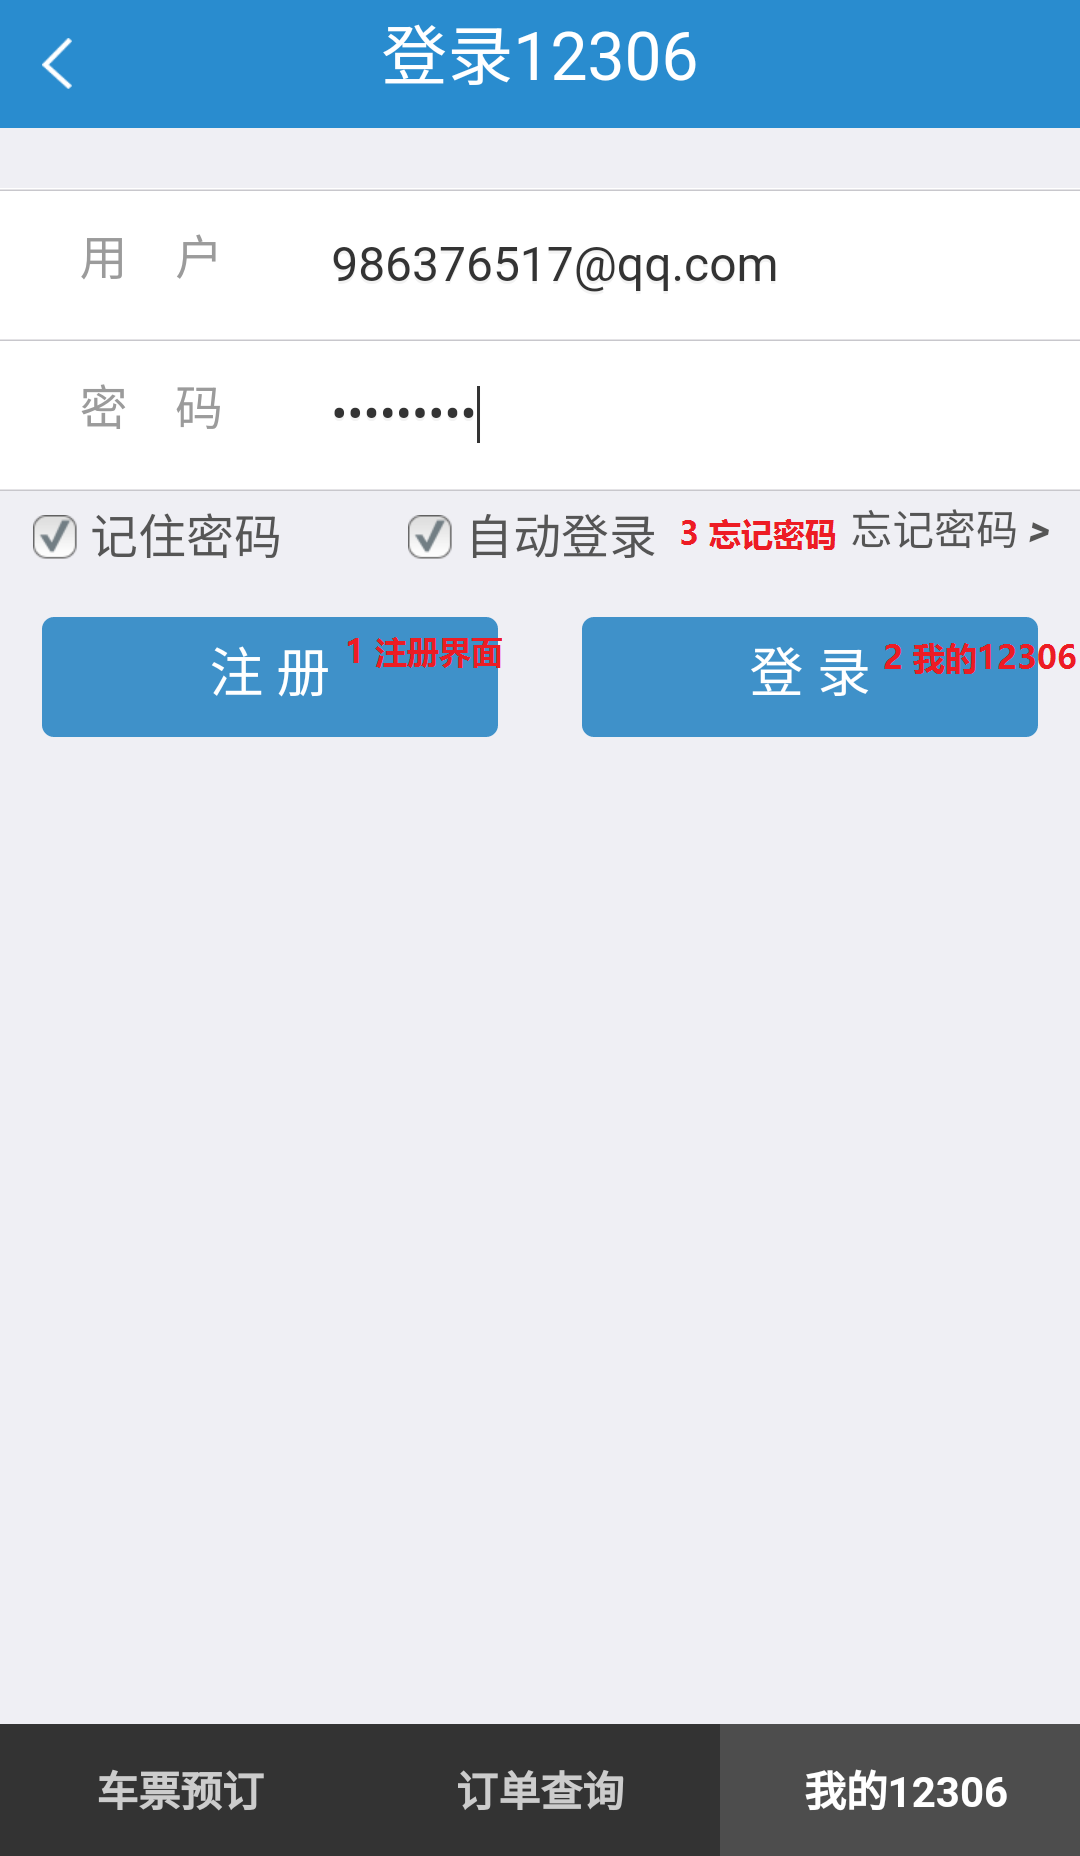 登录12306
用 户 986376517@qq.com
密 码 •••••••••
记住密码 自动登录 3 忘记密码 忘记密码 >
注 册 1 注册界面 登 录 2 我的12306
车票预订 订单查询 我的12306